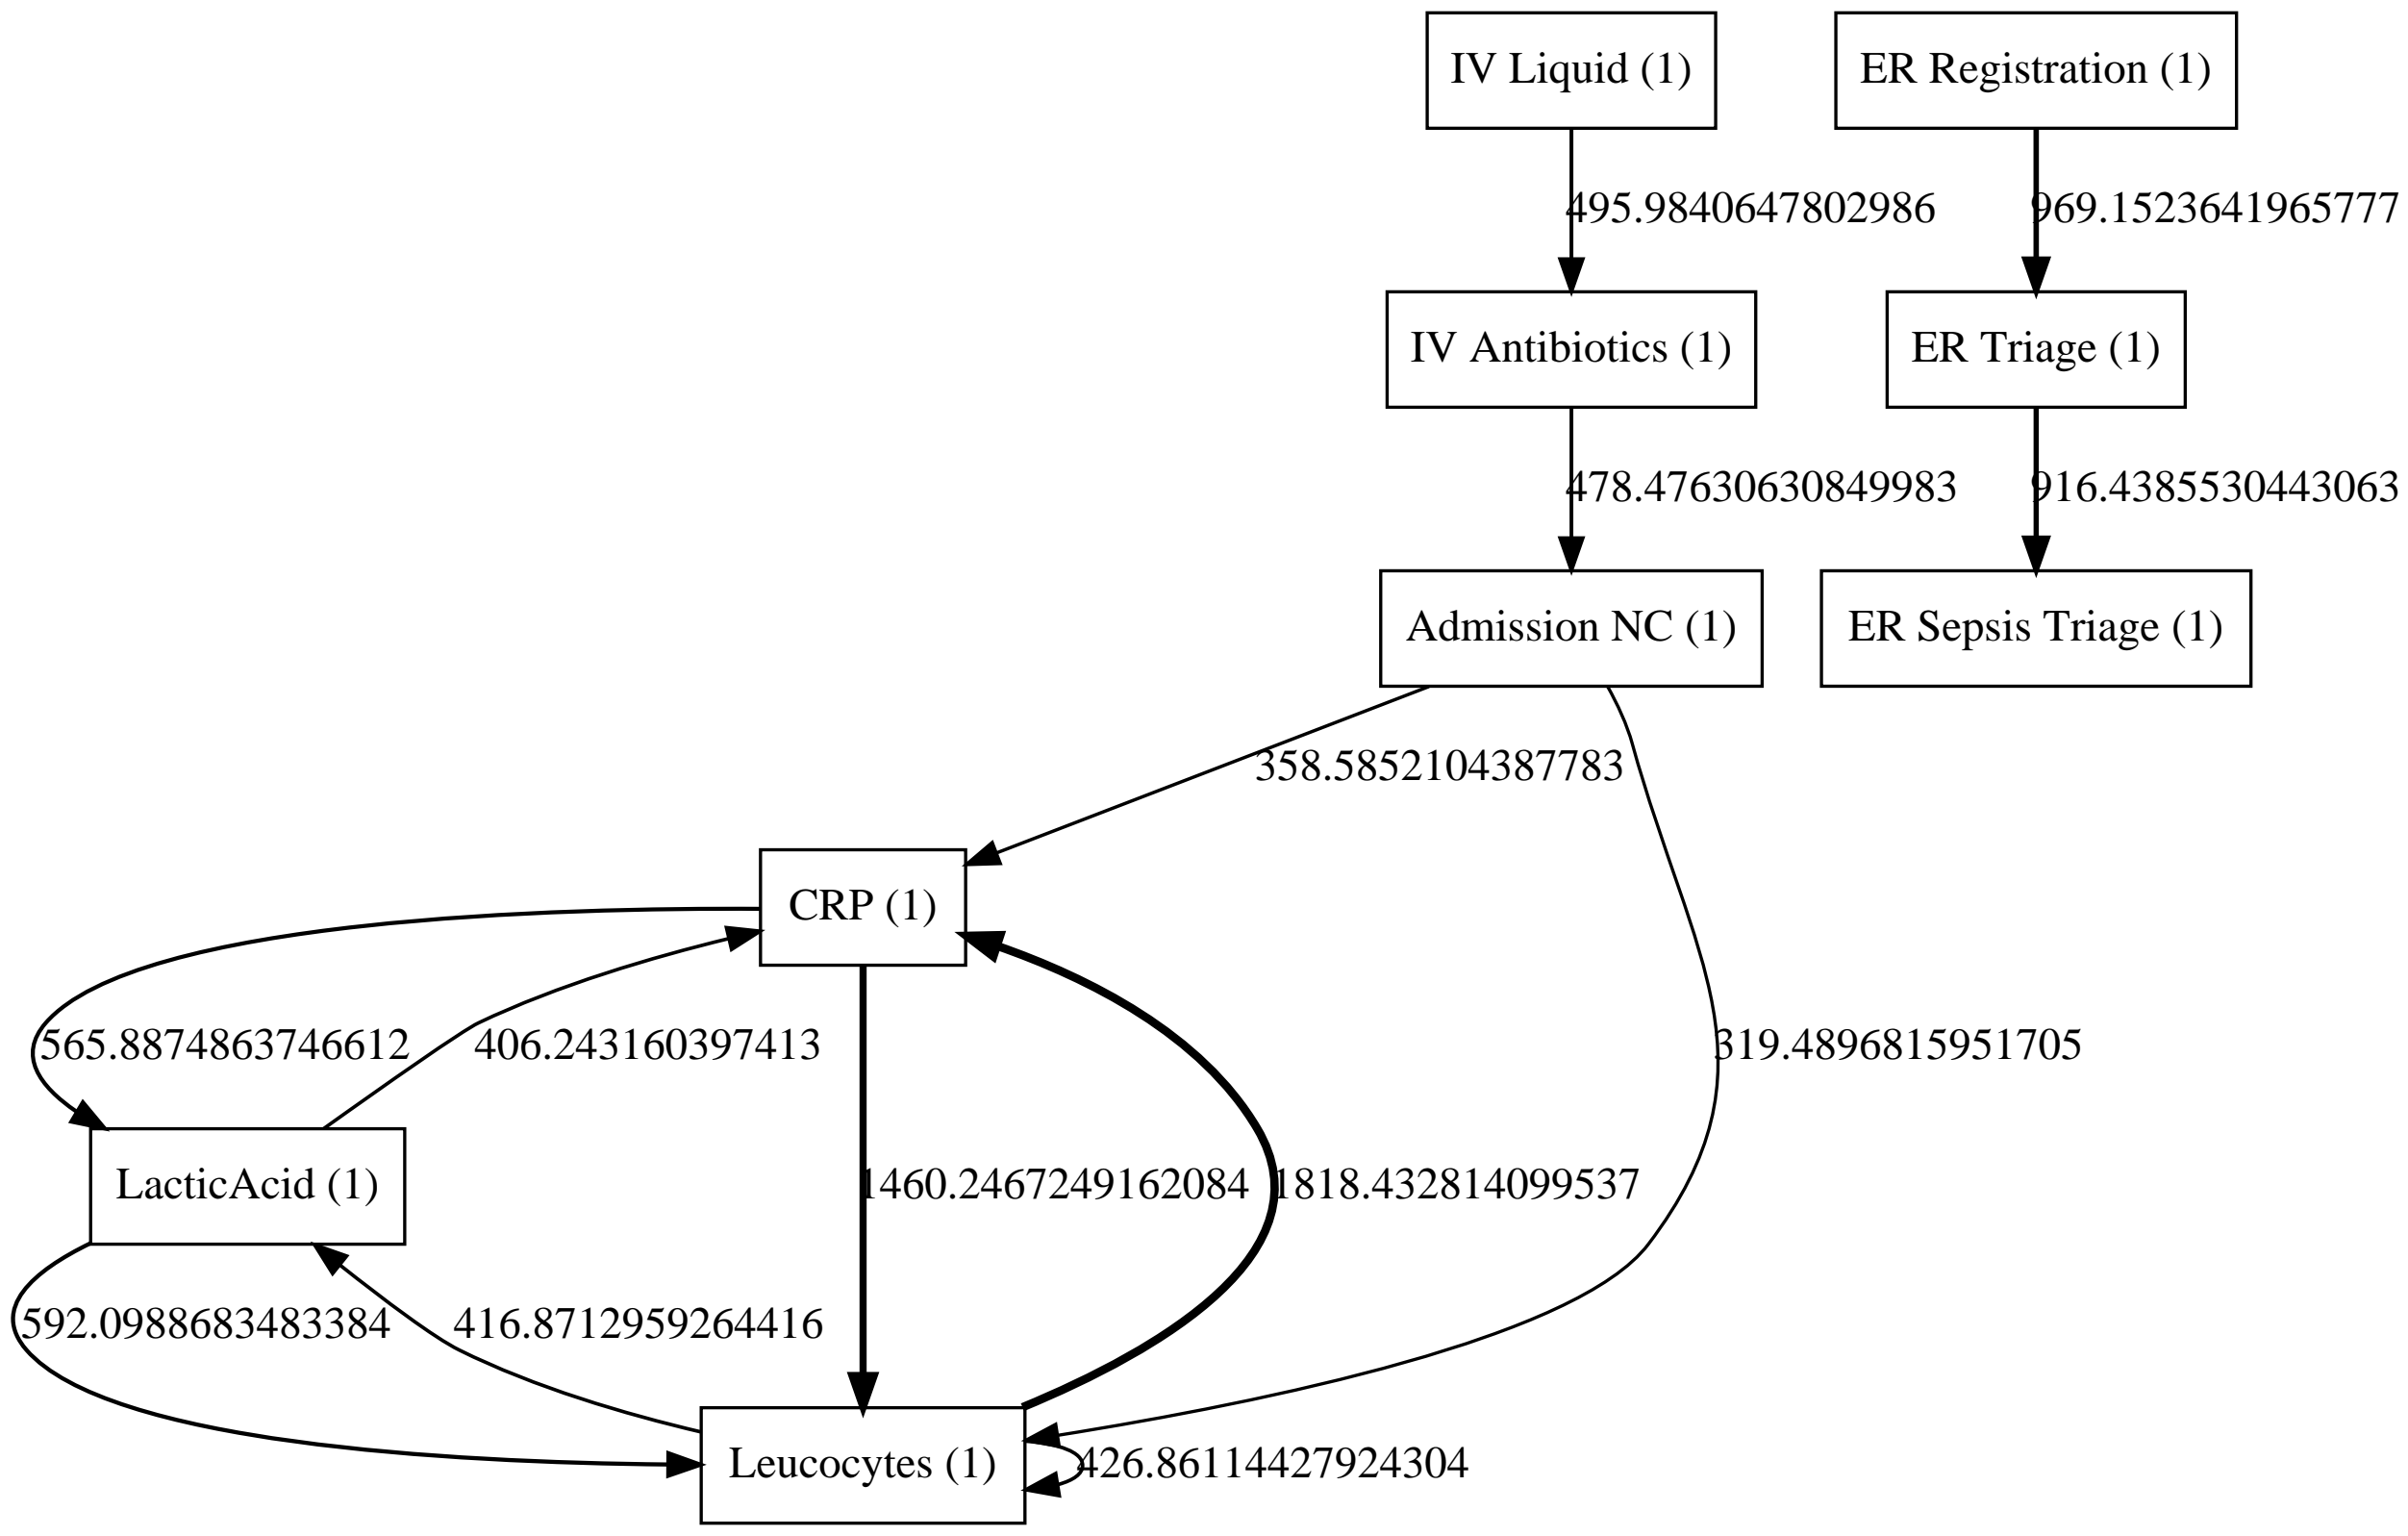 IV Liquid (1)
ER Registration (1)
495.9840647802986
969.1523641965777
IV Antibiotics (1)
ER Triage (1)
478.47630630849983
916.4385530443063
Admission NC (1)
ER Sepsis Triage (1)
358.5852104387783
CRP (1)
565.8874863746612
406.243160397413
319.4896815951705
LacticAcid (1)
1460.2467249162084
1818.432814099537
592.0988683483384
416.8712959264416
Leucocytes (1)
426.86114427924304